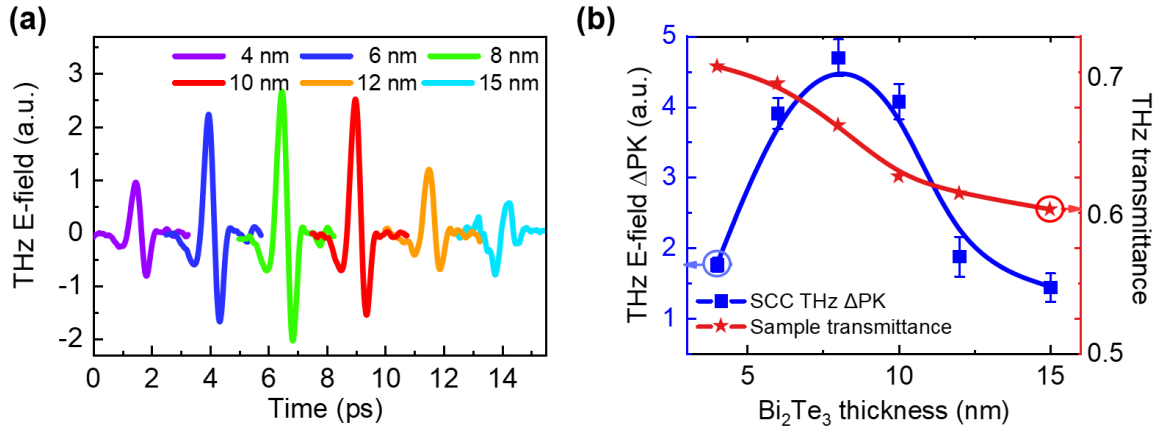 (a)
THz E-field (a.u.)
3
2
1
0
-1
-2
4 nm 6 nm 8 nm
10 nm 12 nm 15 nm
0 2 4 6 8 10 12 14
Time (ps)
(b)
THz E-field ΔPK (a.u.)
5
4
3
2
1
SCC THz ΔPK
Sample transmittance
0.7
0.6
0.5
THz transmittance
5 10 15
Bi₂Te₃ thickness (nm)